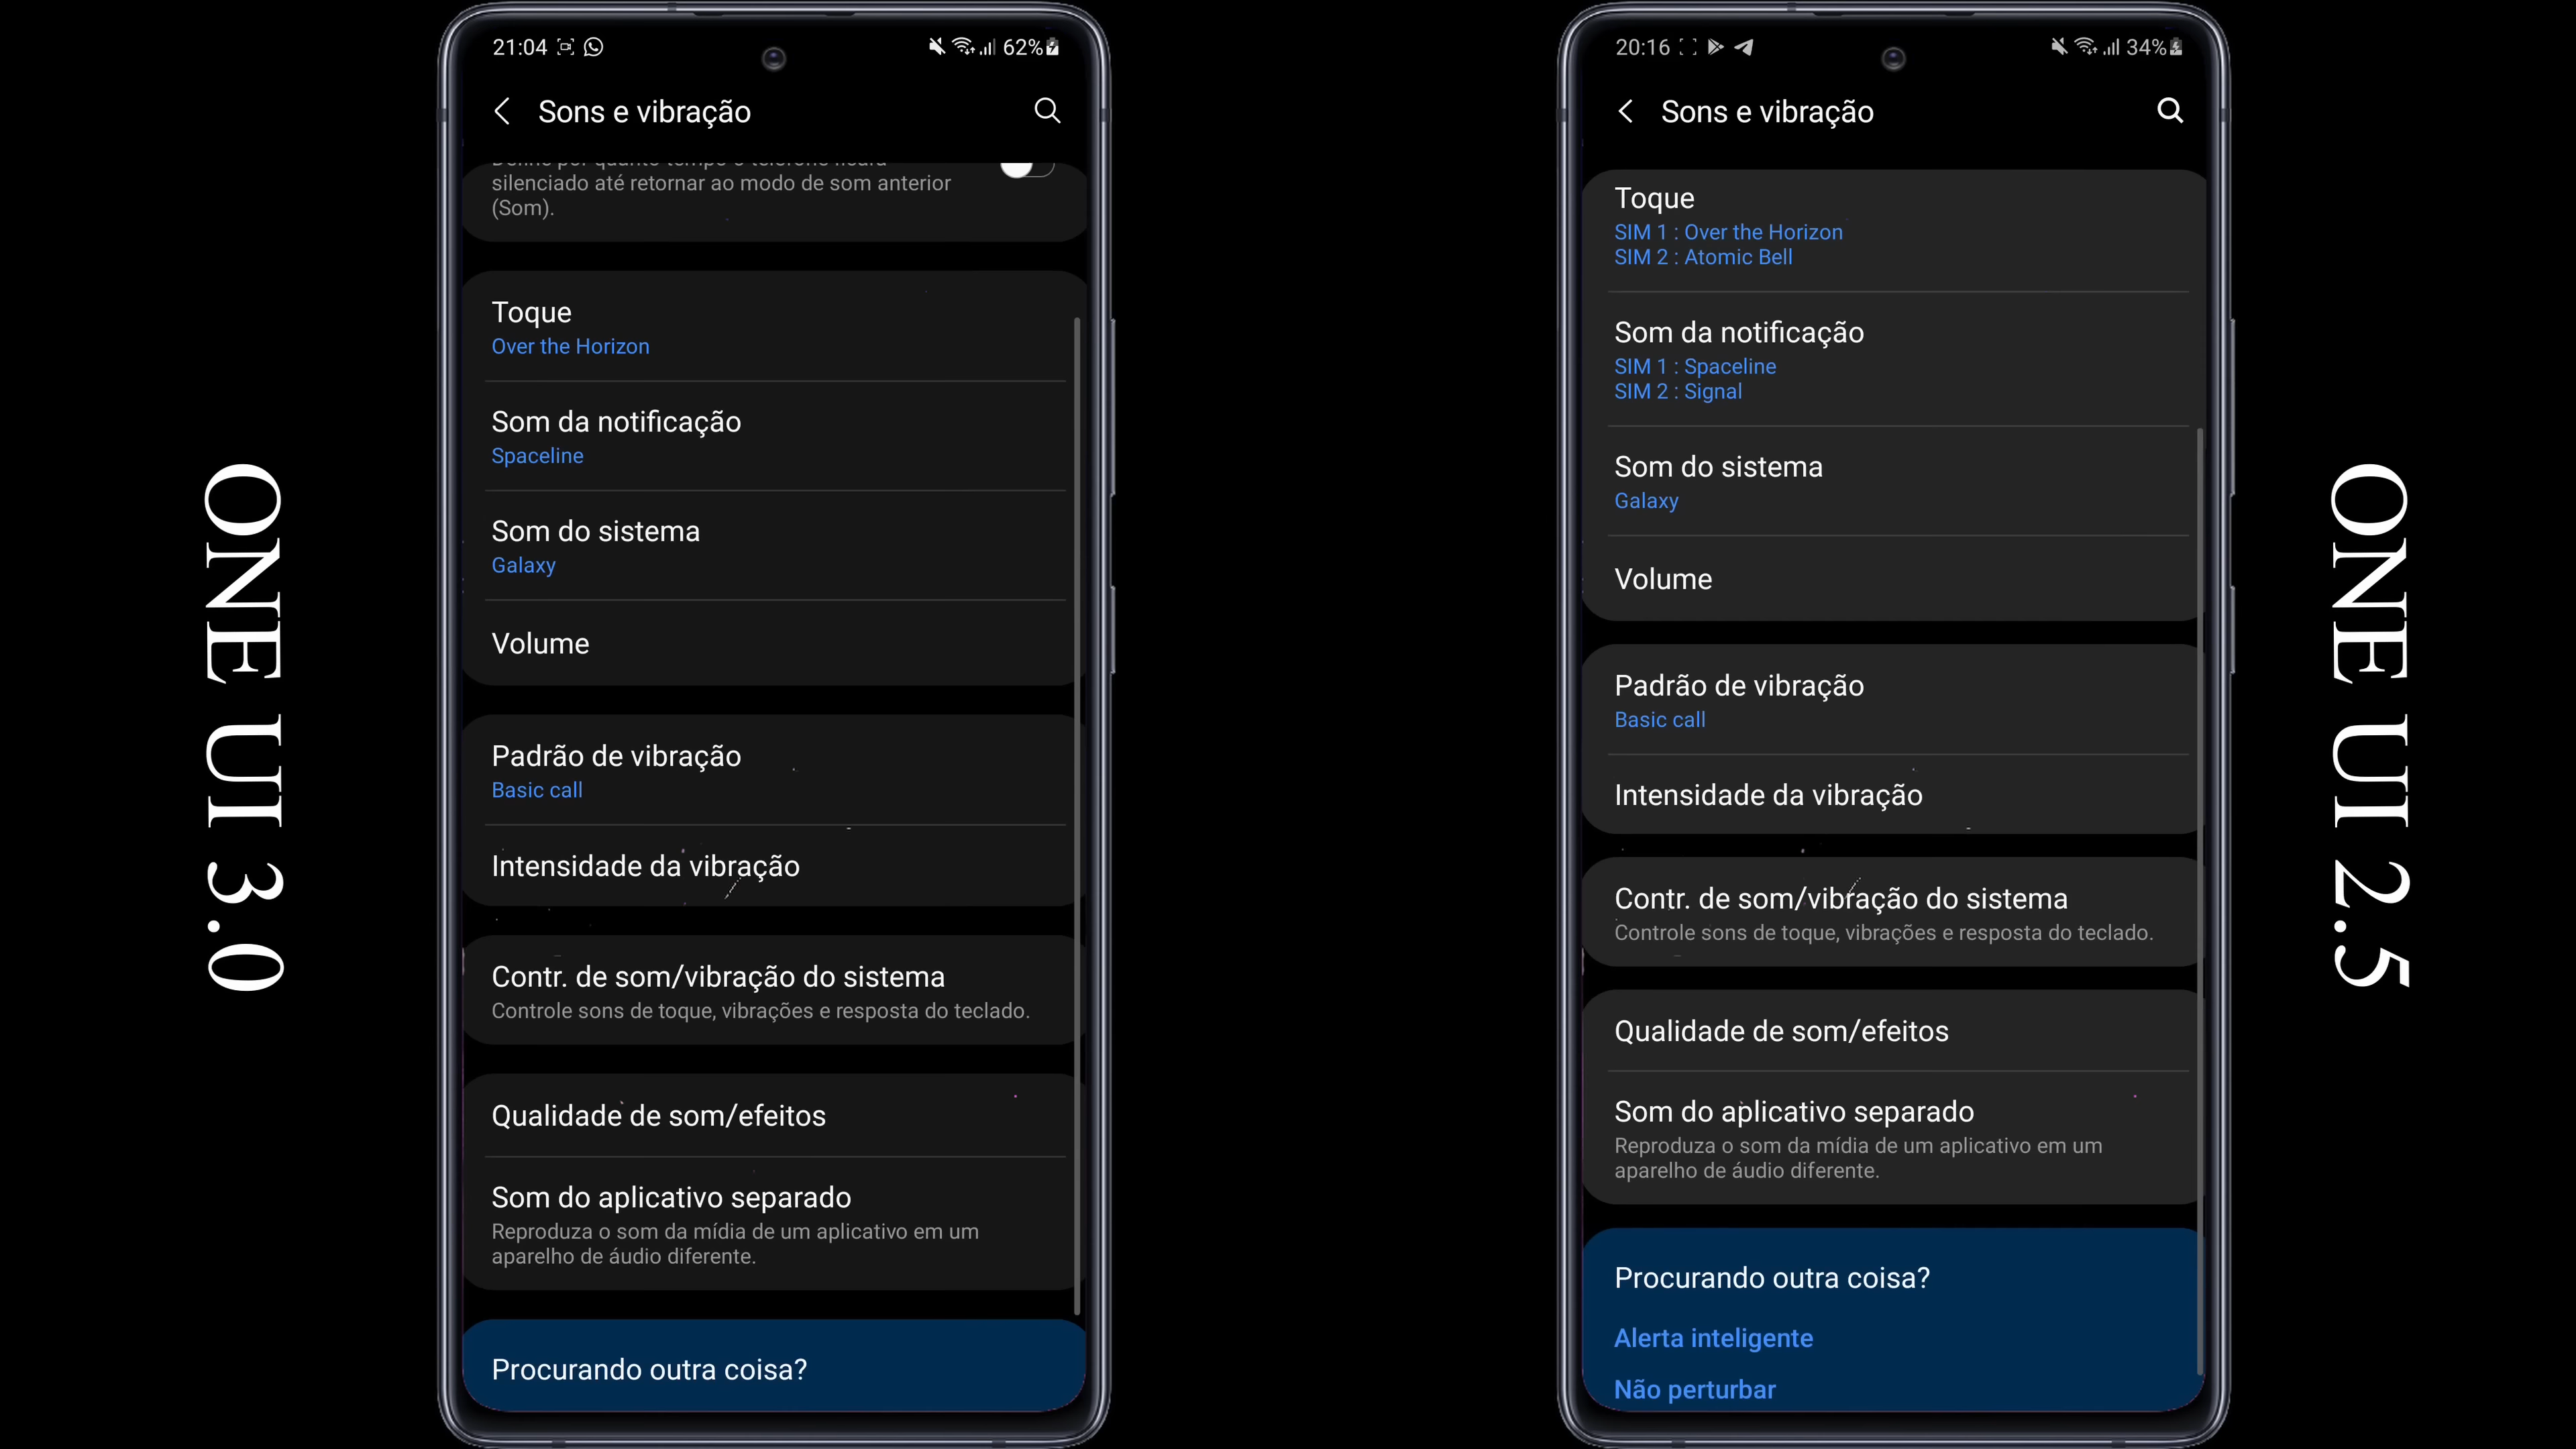 ONE UI 3.0
21:04
62%
Sons e vibração
silenciado até retornar ao modo de som anterior
(Som).
Toque
Over the Horizon
Som da notificação
Spaceline
Som do sistema
Galaxy
Volume
Padrão de vibração
Basic call
Intensidade da vibração
Contr. de som/vibração do sistema
Controle sons de toque, vibrações e resposta do teclado.
Qualidade de som/efeitos
Som do aplicativo separado
Reproduza o som da mídia de um aplicativo em um
aparelho de áudio diferente.
Procurando outra coisa?
20:16
34%
Sons e vibração
Toque
SIM 1 : Over the Horizon
SIM 2 : Atomic Bell
Som da notificação
SIM 1 : Spaceline
SIM 2 : Signal
Som do sistema
Galaxy
Volume
Padrão de vibração
Basic call
Intensidade da vibração
Contr. de som/vibração do sistema
Controle sons de toque, vibrações e resposta do teclado.
Qualidade de som/efeitos
Som do aplicativo separado
Reproduza o som da mídia de um aplicativo em um
aparelho de áudio diferente.
Procurando outra coisa?
Alerta inteligente
Não perturbar
ONE UI 2.5